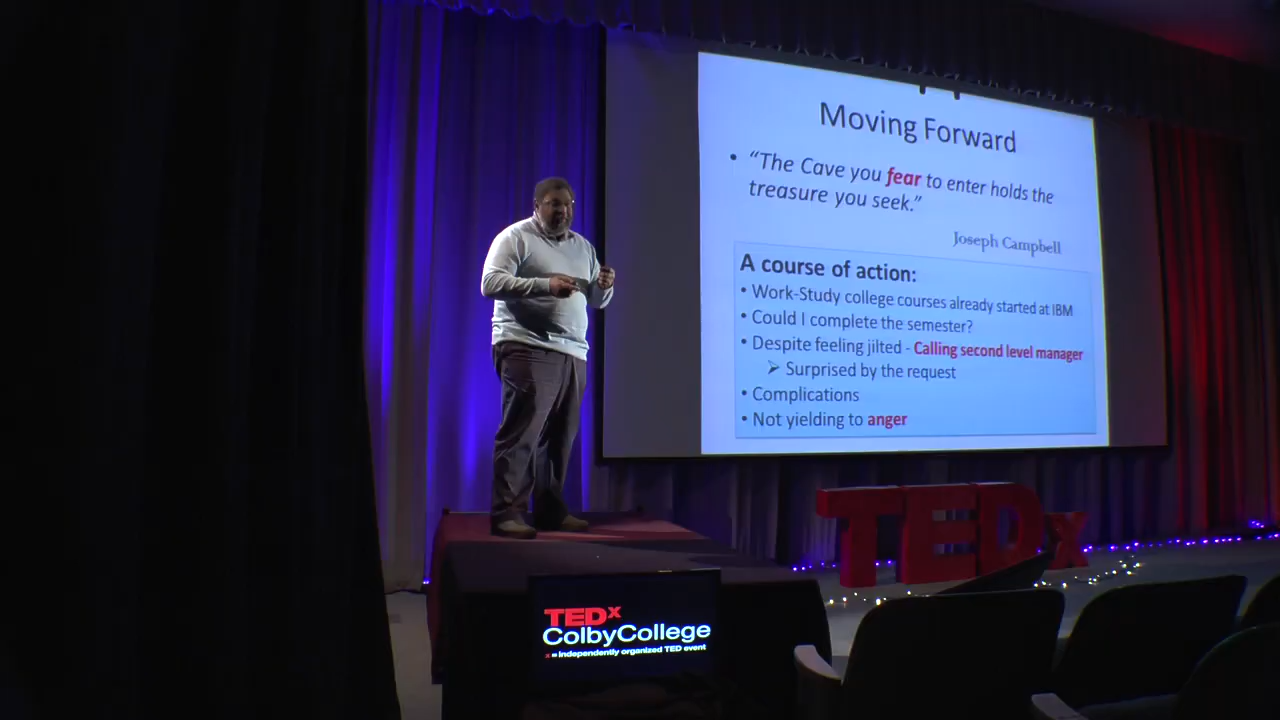 Moving Forward
• “The Cave you fear to enter holds the
treasure you seek.”
Joseph Campbell
A course of action:
• Work-Study college courses already started at IBM
• Could I complete the semester?
• Despite feeling jilted - Calling second level manager
➢ Surprised by the request
• Complications
• Not yielding to anger
TEDx
TEDx
ColbyCollege
x = independently organized TED event